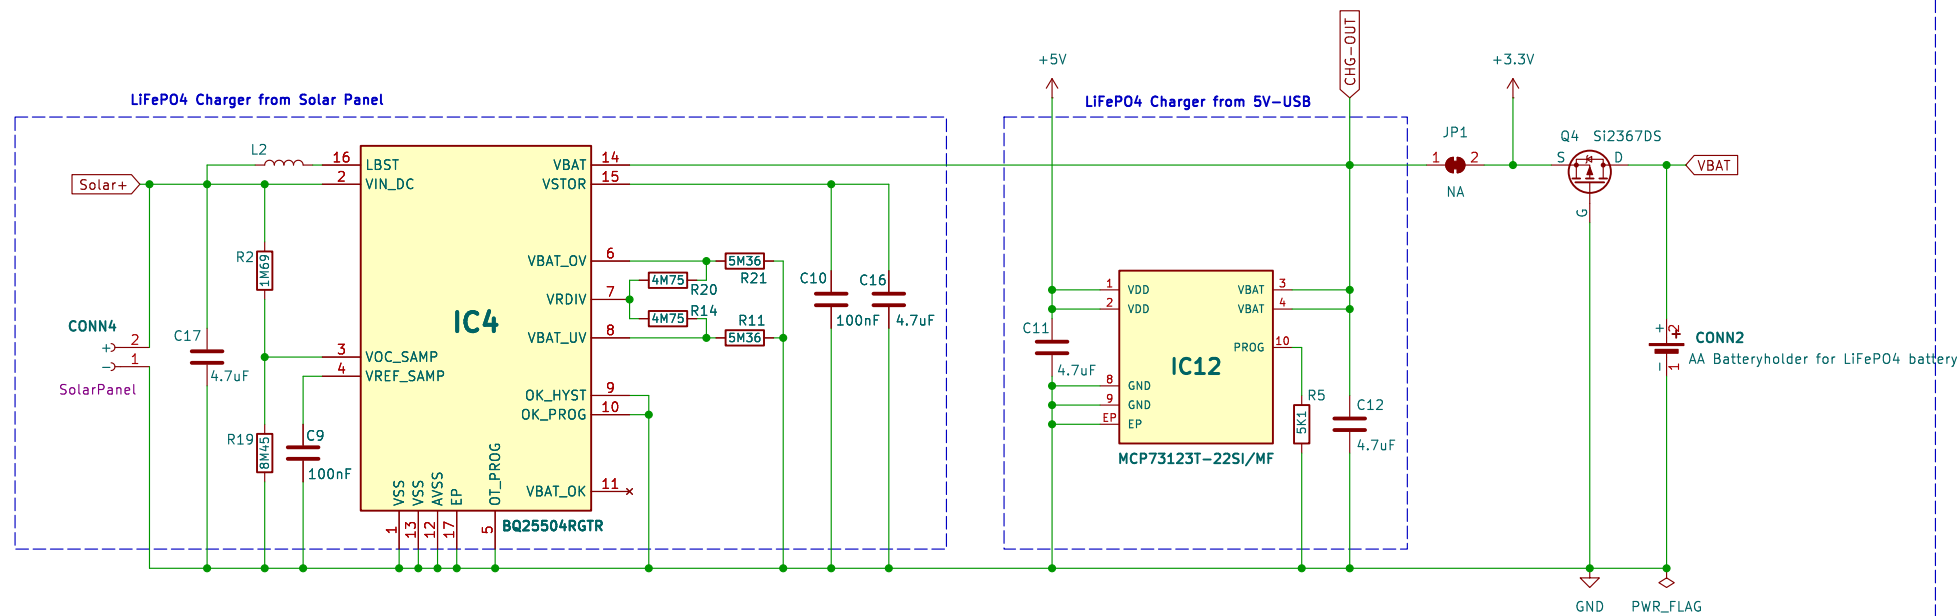 CHG-OUT
+5V
+3.3V
LiFePO4 Charger from Solar Panel
LiFePO4 Charger from 5V-USB
JP1
Q4 Si2367DS
L2
16 LBST
VBAT 14
1 2
S D
VBAT
Solar+
2 VIN_DC
VSTOR 15
NA
G
R2
1M69
VBAT_OV 6
5M36
R21
4M75
R20
VRDIV 7
C10
C16
100nF
4.7uF
4M75
R14
R11
5M36
VBAT_UV 8
IC4
CONN4
+ 2
- 1
SolarPanel
C17
4.7uF
3 VOC_SAMP
4 VREF_SAMP
OK_HYST 9
OK_PROG 10
R19
8M45
C9
100nF
VBAT_OK 11
VSS
VSS
AVSS
EP
OT_PROG
1
13
12
17
5
BQ25504RGTR
1 VDD
2 VDD
VBAT 3
VBAT 4
C11
4.7uF
PROG 10
IC12
8 GND
9 GND
EP EP
R5
5K1
C12
4.7uF
MCP73123T-22SI/MF
+ 2
+
- 1
CONN2
AA Batteryholder for LiFePO4 battery
GND
PWR_FLAG